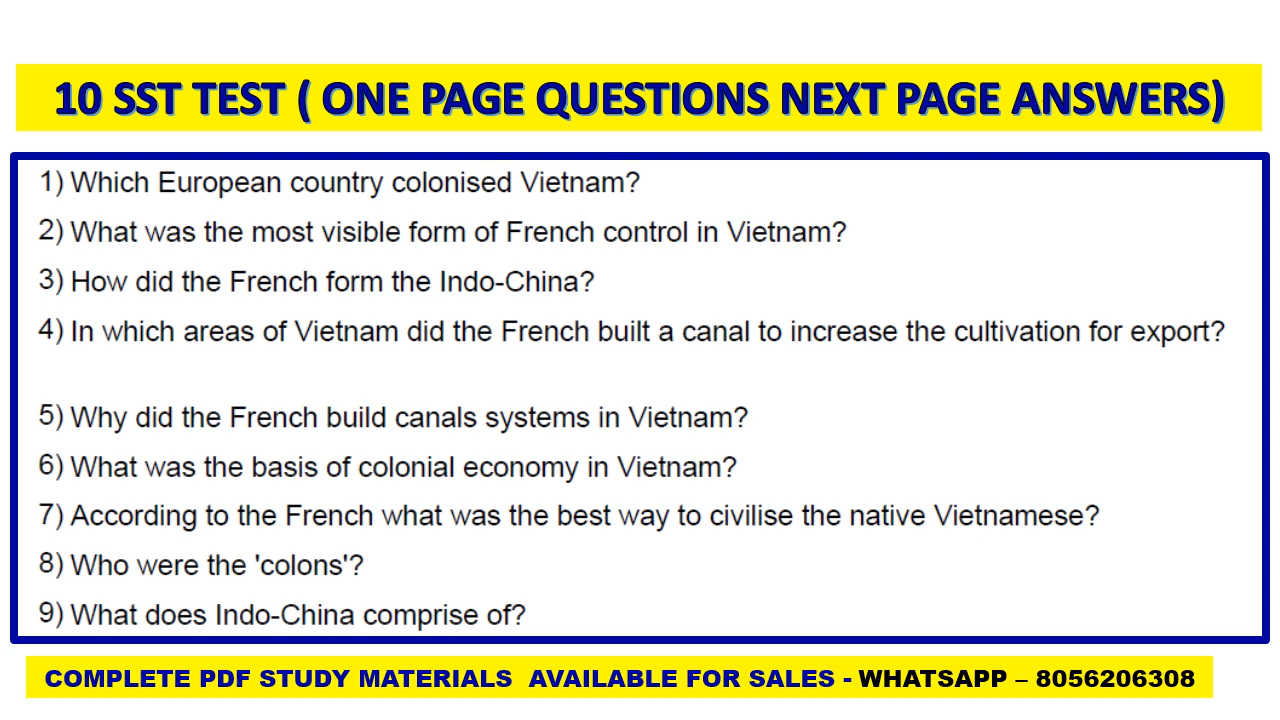 10 SST TEST ( ONE PAGE QUESTIONS NEXT PAGE ANSWERS)
1) Which European country colonised Vietnam?
2) What was the most visible form of French control in Vietnam?
3) How did the French form the Indo-China?
4) In which areas of Vietnam did the French built a canal to increase the cultivation for export?
5) Why did the French build canals systems in Vietnam?
6) What was the basis of colonial economy in Vietnam?
7) According to the French what was the best way to civilise the native Vietnamese?
8) Who were the 'colons'?
9) What does Indo-China comprise of?
COMPLETE PDF STUDY MATERIALS AVAILABLE FOR SALES - WHATSAPP – 8056206308